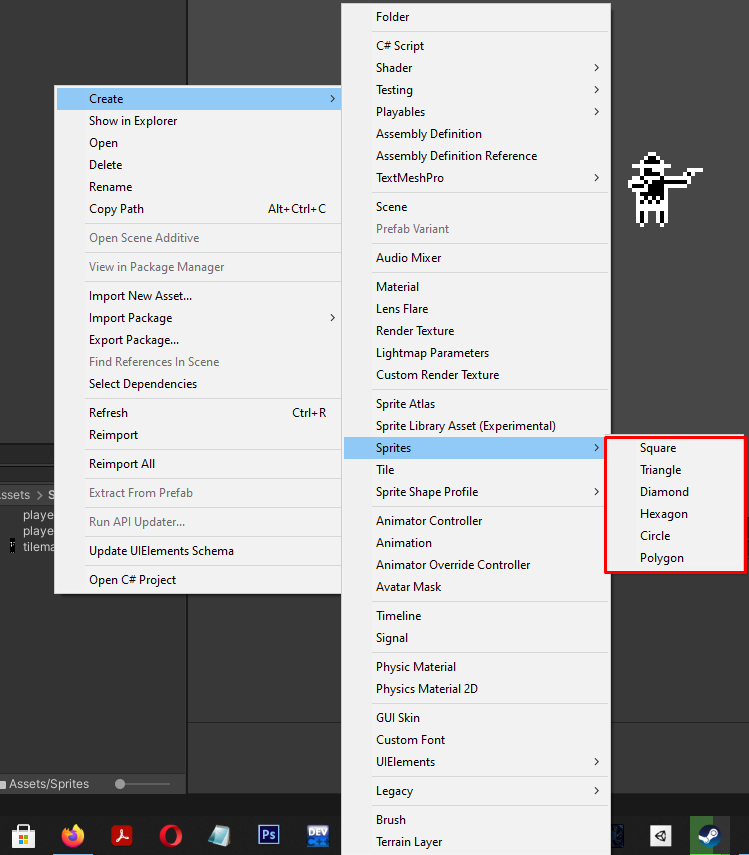 Create
Show in Explorer
Open
Delete
Rename
Copy Path Alt+Ctrl+C
Open Scene Additive
View in Package Manager
Import New Asset...
Import Package
Export Package...
Find References In Scene
Select Dependencies
Refresh Ctrl+R
Reimport
Reimport All
Extract From Prefab
Run API Updater...
Update UIElements Schema
Open C# Project
Folder
C# Script
Shader
Testing
Playables
Assembly Definition
Assembly Definition Reference
TextMeshPro
Scene
Prefab Variant
Audio Mixer
Material
Lens Flare
Render Texture
Lightmap Parameters
Custom Render Texture
Sprite Atlas
Sprite Library Asset (Experimental)
Sprites
Tile
Sprite Shape Profile
Animator Controller
Animation
Animator Override Controller
Avatar Mask
Timeline
Signal
Physic Material
Physics Material 2D
GUI Skin
Custom Font
UIElements
Legacy
Brush
Terrain Layer
Square
Triangle
Diamond
Hexagon
Circle
Polygon
ssets > S
playe
playe
tilema
Assets/Sprites
Ps
DEV